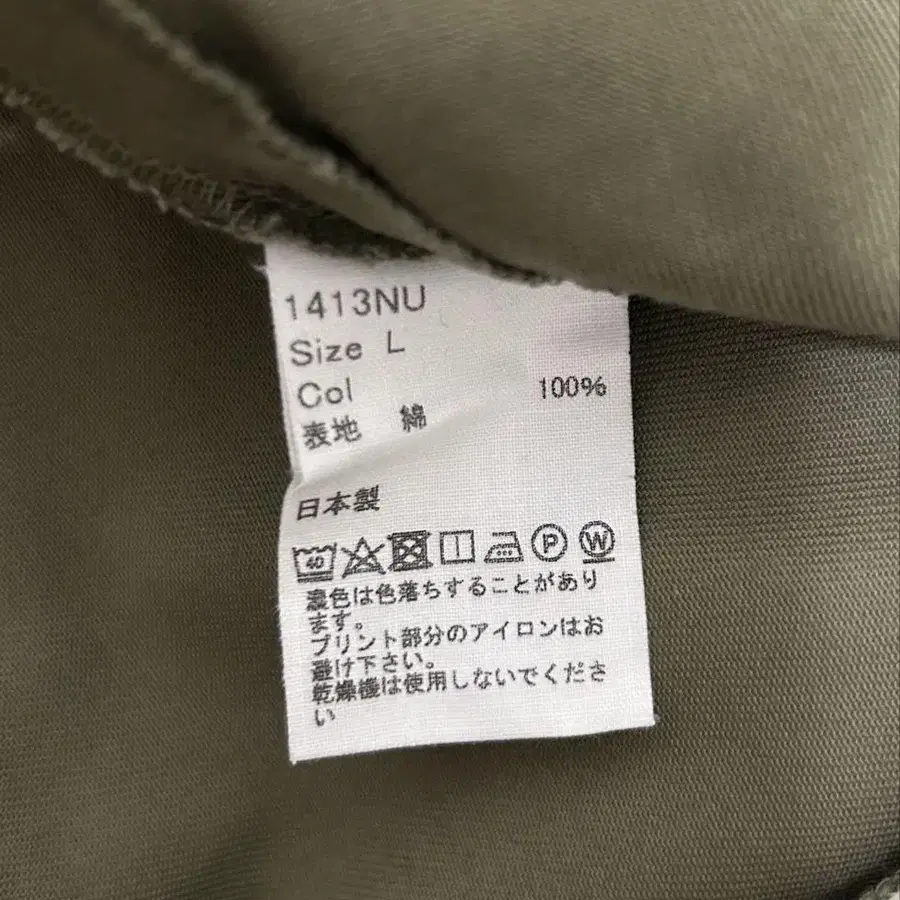 1413NU
Size L
Col
表地 綿 100%
日本製
40 P W
濃色は色落ちすることがあり
ます。
プリント部分のアイロンはお
避け下さい。
乾燥機は使用しないでくださ
い